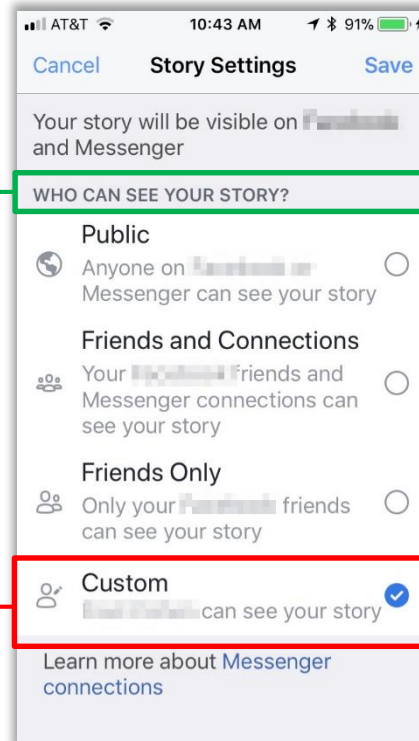 AT&T 10:43 AM 91%
Cancel Story Settings Save
Your story will be visible on
and Messenger
WHO CAN SEE YOUR STORY?
Public
Anyone on
Messenger can see your story
Friends and Connections
Your friends and
Messenger connections can
see your story
Friends Only
Only your friends
can see your story
Custom
can see your story
Learn more about Messenger
connections